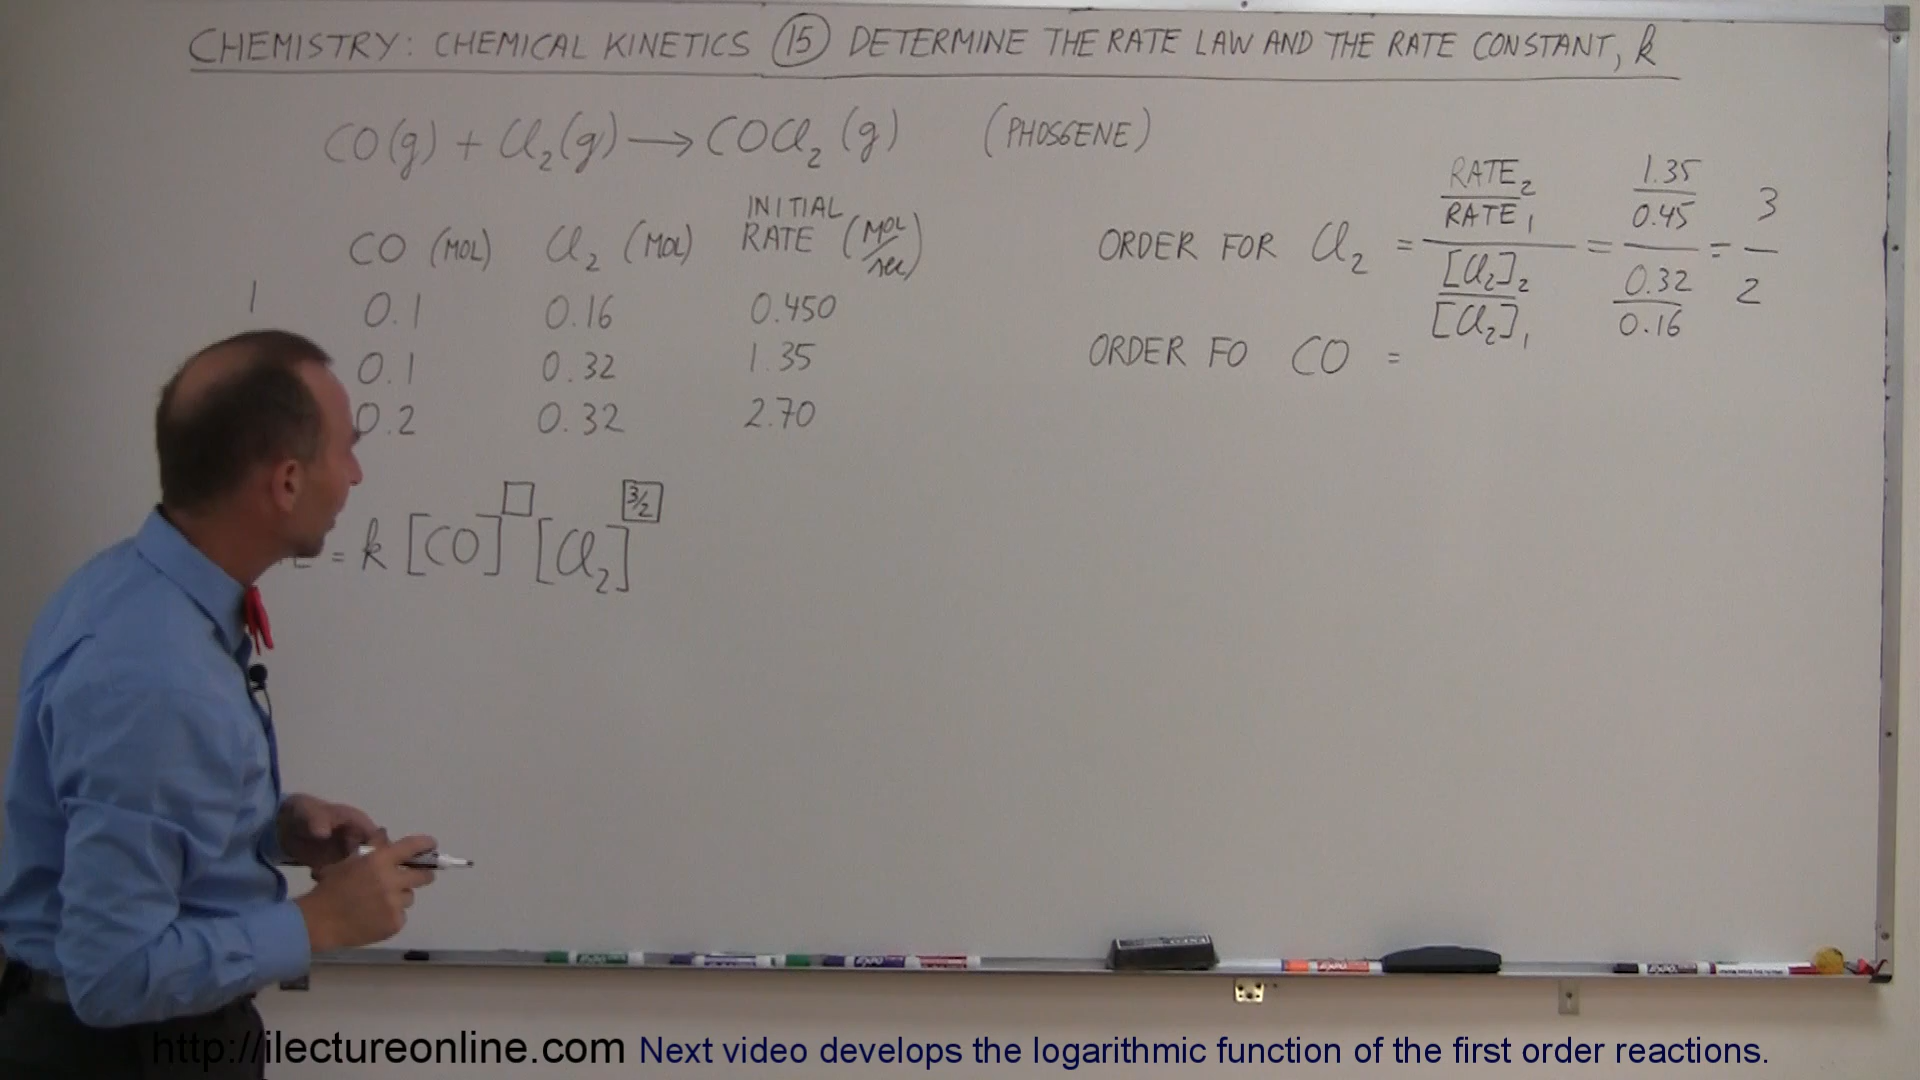 CHEMISTRY: CHEMICAL KINETICS (15) DETERMINE THE RATE LAW AND THE RATE CONSTANT, k
CO(g) + Cl₂(g) → COCl₂(g) (PHOSGENE)
CO (MOL) Cl₂ (MOL) INITIAL RATE (MOL/sec)
1 0.1 0.16 0.450
0.1 0.32 1.35
0.2 0.32 2.70
= k [CO]^□ [Cl₂]^3/2
ORDER FOR Cl₂ = (RATE₂/RATE₁)/([Cl₂]₂/[Cl₂]₁) = (1.35/0.45)/(0.32/0.16) = 3/2
ORDER FO CO =
http://ilectureonline.com Next video develops the logarithmic function of the first order reactions.